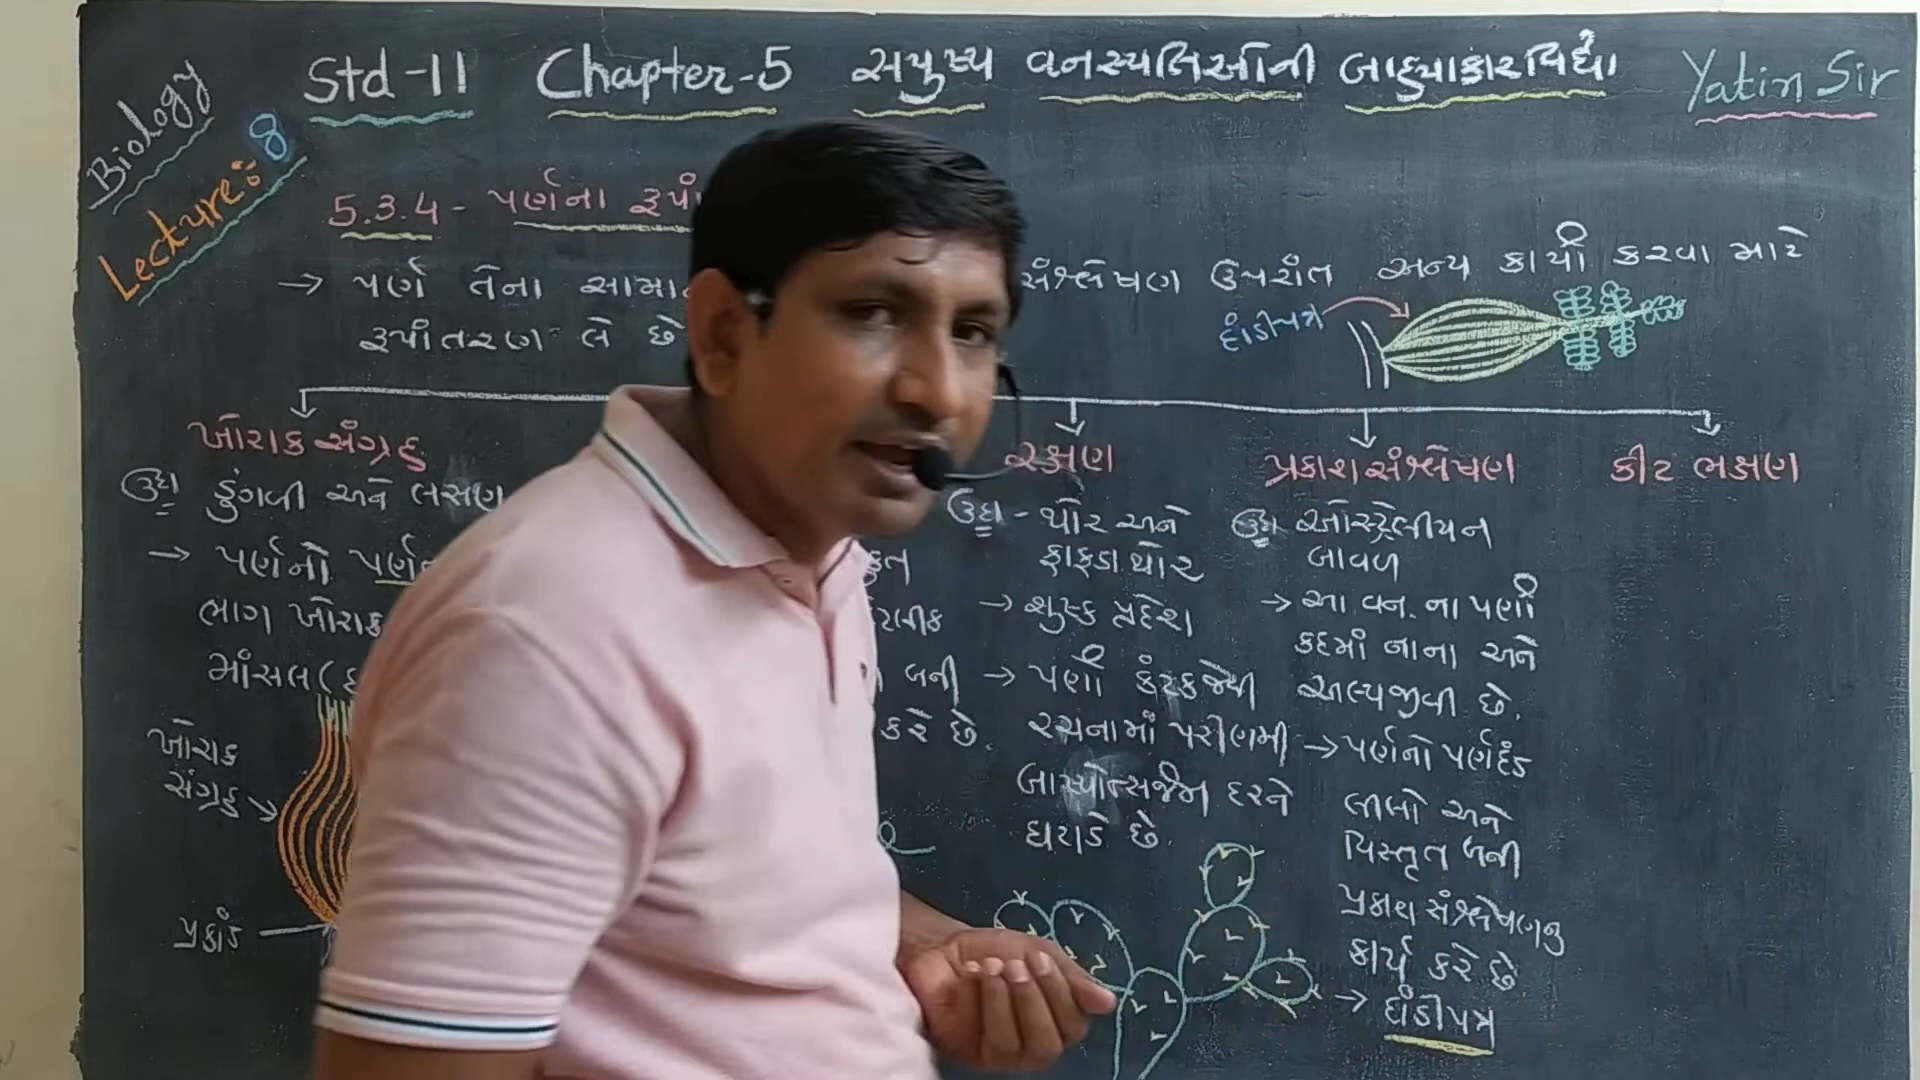 Biology
Lecture: 8
Std-11 Chapter-5 સપુષ્પ વનસ્પતિઓની બાહ્યાકારવિદ્યા
Yatin Sir
5.3.4 - પર્ણના રૂપાં
→ પર્ણ તેના સામાન
સંશ્લેષણ ઉપરાંત અન્ય કાર્યો કરવા માટે
રૂપાંતરણ લે છે
દાંડીપત્ર
ખોરાક સંગ્રહ
ઉદા ડુંગળી અને લસણ
→ પર્ણનો પર્ણ
ભાગ ખોરાક
માંસલ (
ખોરાક
સંગ્રહ
પ્રકાંડ
બની
કરે છે.
રક્ષણ
ઉદા - થોર અને
ફાફડાથોર
→ શુષ્ક પ્રદેશ
→ પર્ણો કંટક જેવી
રચનામાં પરીણમી
બાષ્પોત્સર્જન દરને
ઘટાડે છે.
પ્રકાશસંશ્લેષણ
ઉદા ઓસ્ટ્રેલીયન
બાવળ
→ આ વન. ના પર્ણો
કદમાં નાના અને
અલ્પજીવી છે.
→ પર્ણનો પર્ણદંડ
લીલો અને
વિસ્તૃત બની
પ્રકાશસંશ્લેષણનુ
કાર્ય કરે છે
→ દાંડીપત્ર
કીટ ભક્ષણ